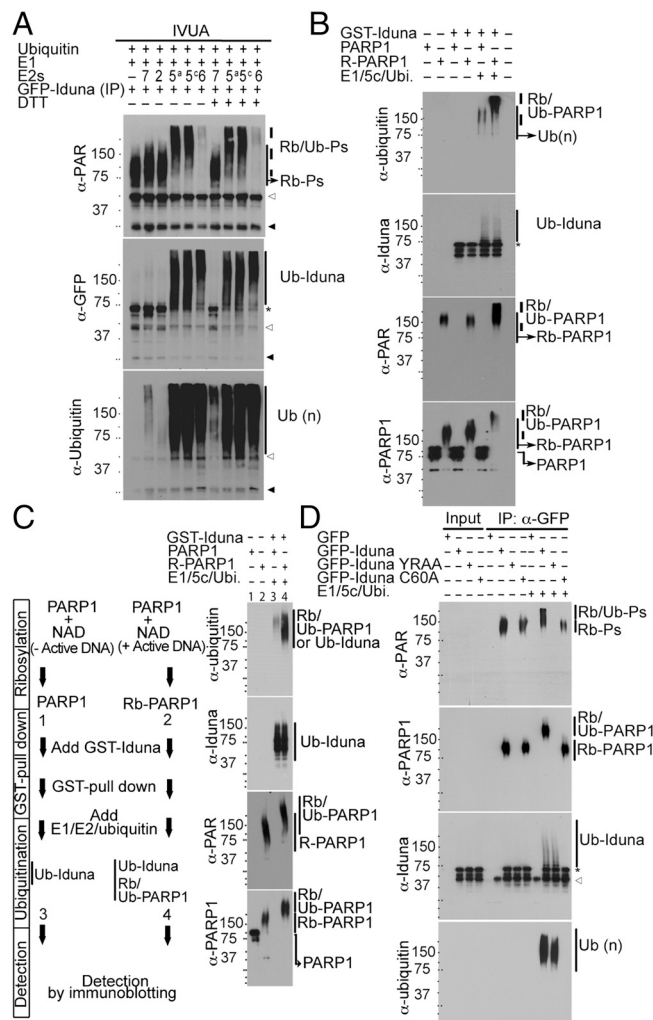 A
IVUA
Ubiquitin + + + + + + + + + + +
E1 + + + + + + + + + + +
E2s – 7 2 5ᵃ 5ᶜ 6 7 5ᵃ 5ᶜ 6
GFP-Iduna (IP) + + + + + + + + + +
DTT – – – – – – + + + +
α-PAR
150
75
37
Rb/Ub-Ps
Rb-Ps
α-GFP
150
75
37
Ub-Iduna
*
α-Ubiquitin
150
75
37
Ub (n)
B
GST-Iduna
PARP1
R-PARP1
E1/5c/Ubi.
α-ubiquitin
150
75
37
Rb/
Ub-PARP1
Ub(n)
α-Iduna
150
75
37
Ub-Iduna
*
α-PAR
150
75
37
Rb/
Ub-PARP1
Rb-PARP1
α-PARP1
150
75
37
Rb/
Ub-PARP1
Rb-PARP1
PARP1
C
Ribosylation
GST-pull down
Ubiquitination
Detection
PARP1
+
NAD
(- Active DNA)
PARP1
+
NAD
(+ Active DNA)
PARP1
1
Rb-PARP1
2
Add GST-Iduna
GST-pull down
Add
E1/E2/ubiquitin
Ub-Iduna
3
Ub-Iduna
Rb/
Ub-PARP1
4
Detection
by immunoblotting
GST-Iduna
PARP1
R-PARP1
E1/5c/Ubi.
1 2 3 4
α-ubiquitin
150
75
37
Rb/
Ub-PARP1
or Ub-Iduna
α-Iduna
150
75
37
Ub-Iduna
α-PAR
150
75
37
Rb/
Ub-PARP1
R-PARP1
α-PARP1
150
75
37
Rb/
Ub-PARP1
Rb-PARP1
PARP1
D
Input IP: α-GFP
GFP
GFP-Iduna
GFP-Iduna YRAA
GFP-Iduna C60A
E1/5c/Ubi.
α-PAR
150
75
37
Rb/Ub-Ps
Rb-Ps
α-PARP1
150
75
37
Rb/
Ub-PARP1
Rb-PARP1
α-Iduna
150
75
37
Ub-Iduna
*
α-ubiquitin
150
75
37
Ub (n)